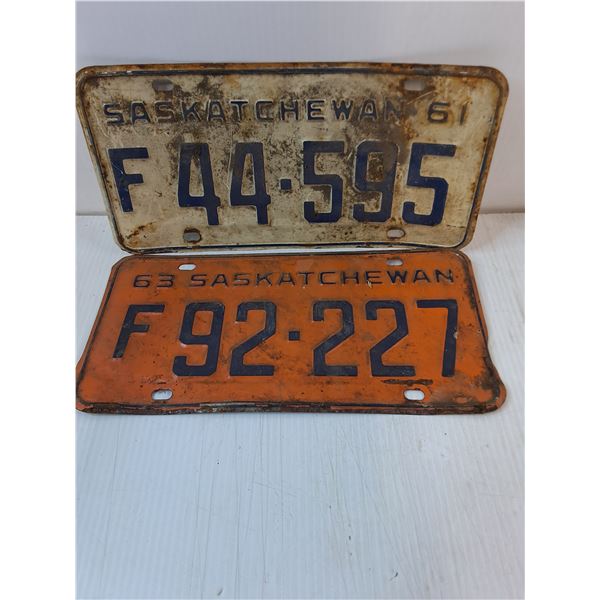 SASKATCHEWAN·61
F 44·595
63 SASKATCHEWAN
F 92·227